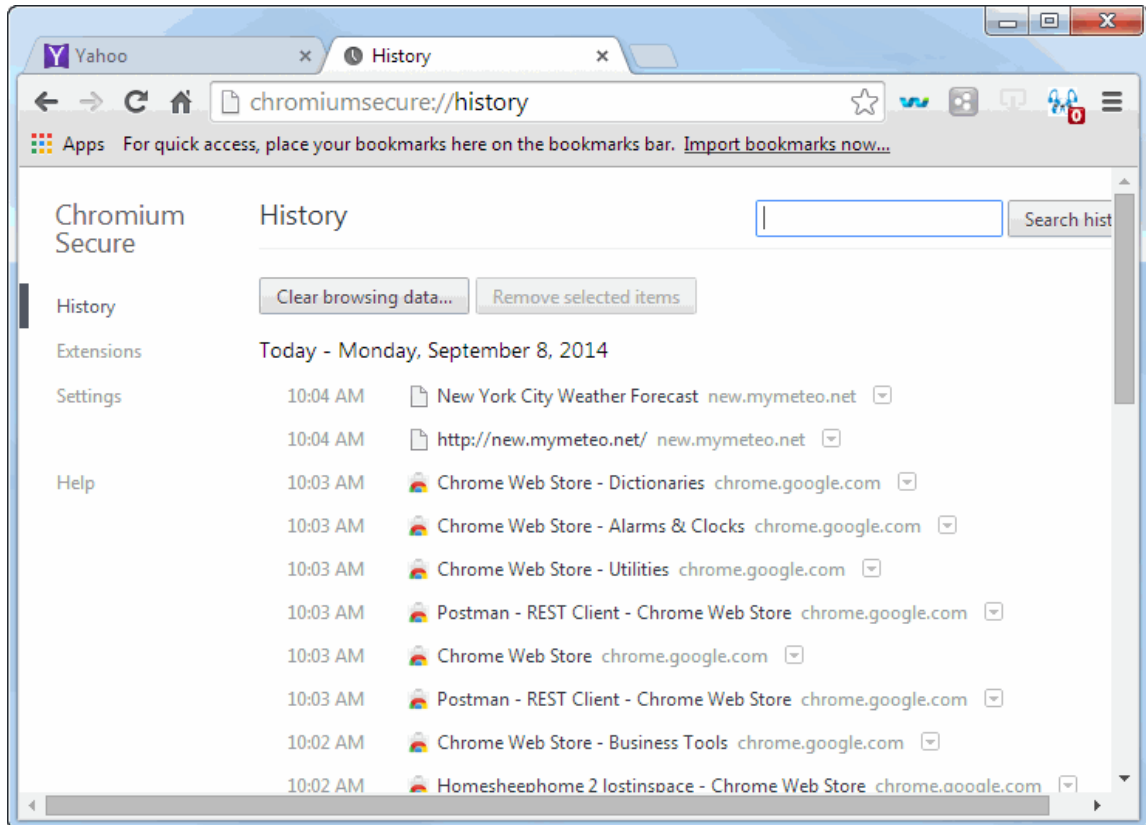 Yahoo
History
chromiumsecure://history
0
Apps For quick access, place your bookmarks here on the bookmarks bar. Import bookmarks now...
Chromium Secure
History
Search hist
History
Extensions
Settings
Help
Clear browsing data... Remove selected items
Today - Monday, September 8, 2014
10:04 AM New York City Weather Forecast new.mymeteo.net
10:04 AM http://new.mymeteo.net/ new.mymeteo.net
10:03 AM Chrome Web Store - Dictionaries chrome.google.com
10:03 AM Chrome Web Store - Alarms & Clocks chrome.google.com
10:03 AM Chrome Web Store - Utilities chrome.google.com
10:03 AM Postman - REST Client - Chrome Web Store chrome.google.com
10:03 AM Chrome Web Store chrome.google.com
10:03 AM Postman - REST Client - Chrome Web Store chrome.google.com
10:02 AM Chrome Web Store - Business Tools chrome.google.com
10:02 AM Homesheephome 2 lostinspace - Chrome Web Store chrome.google.com